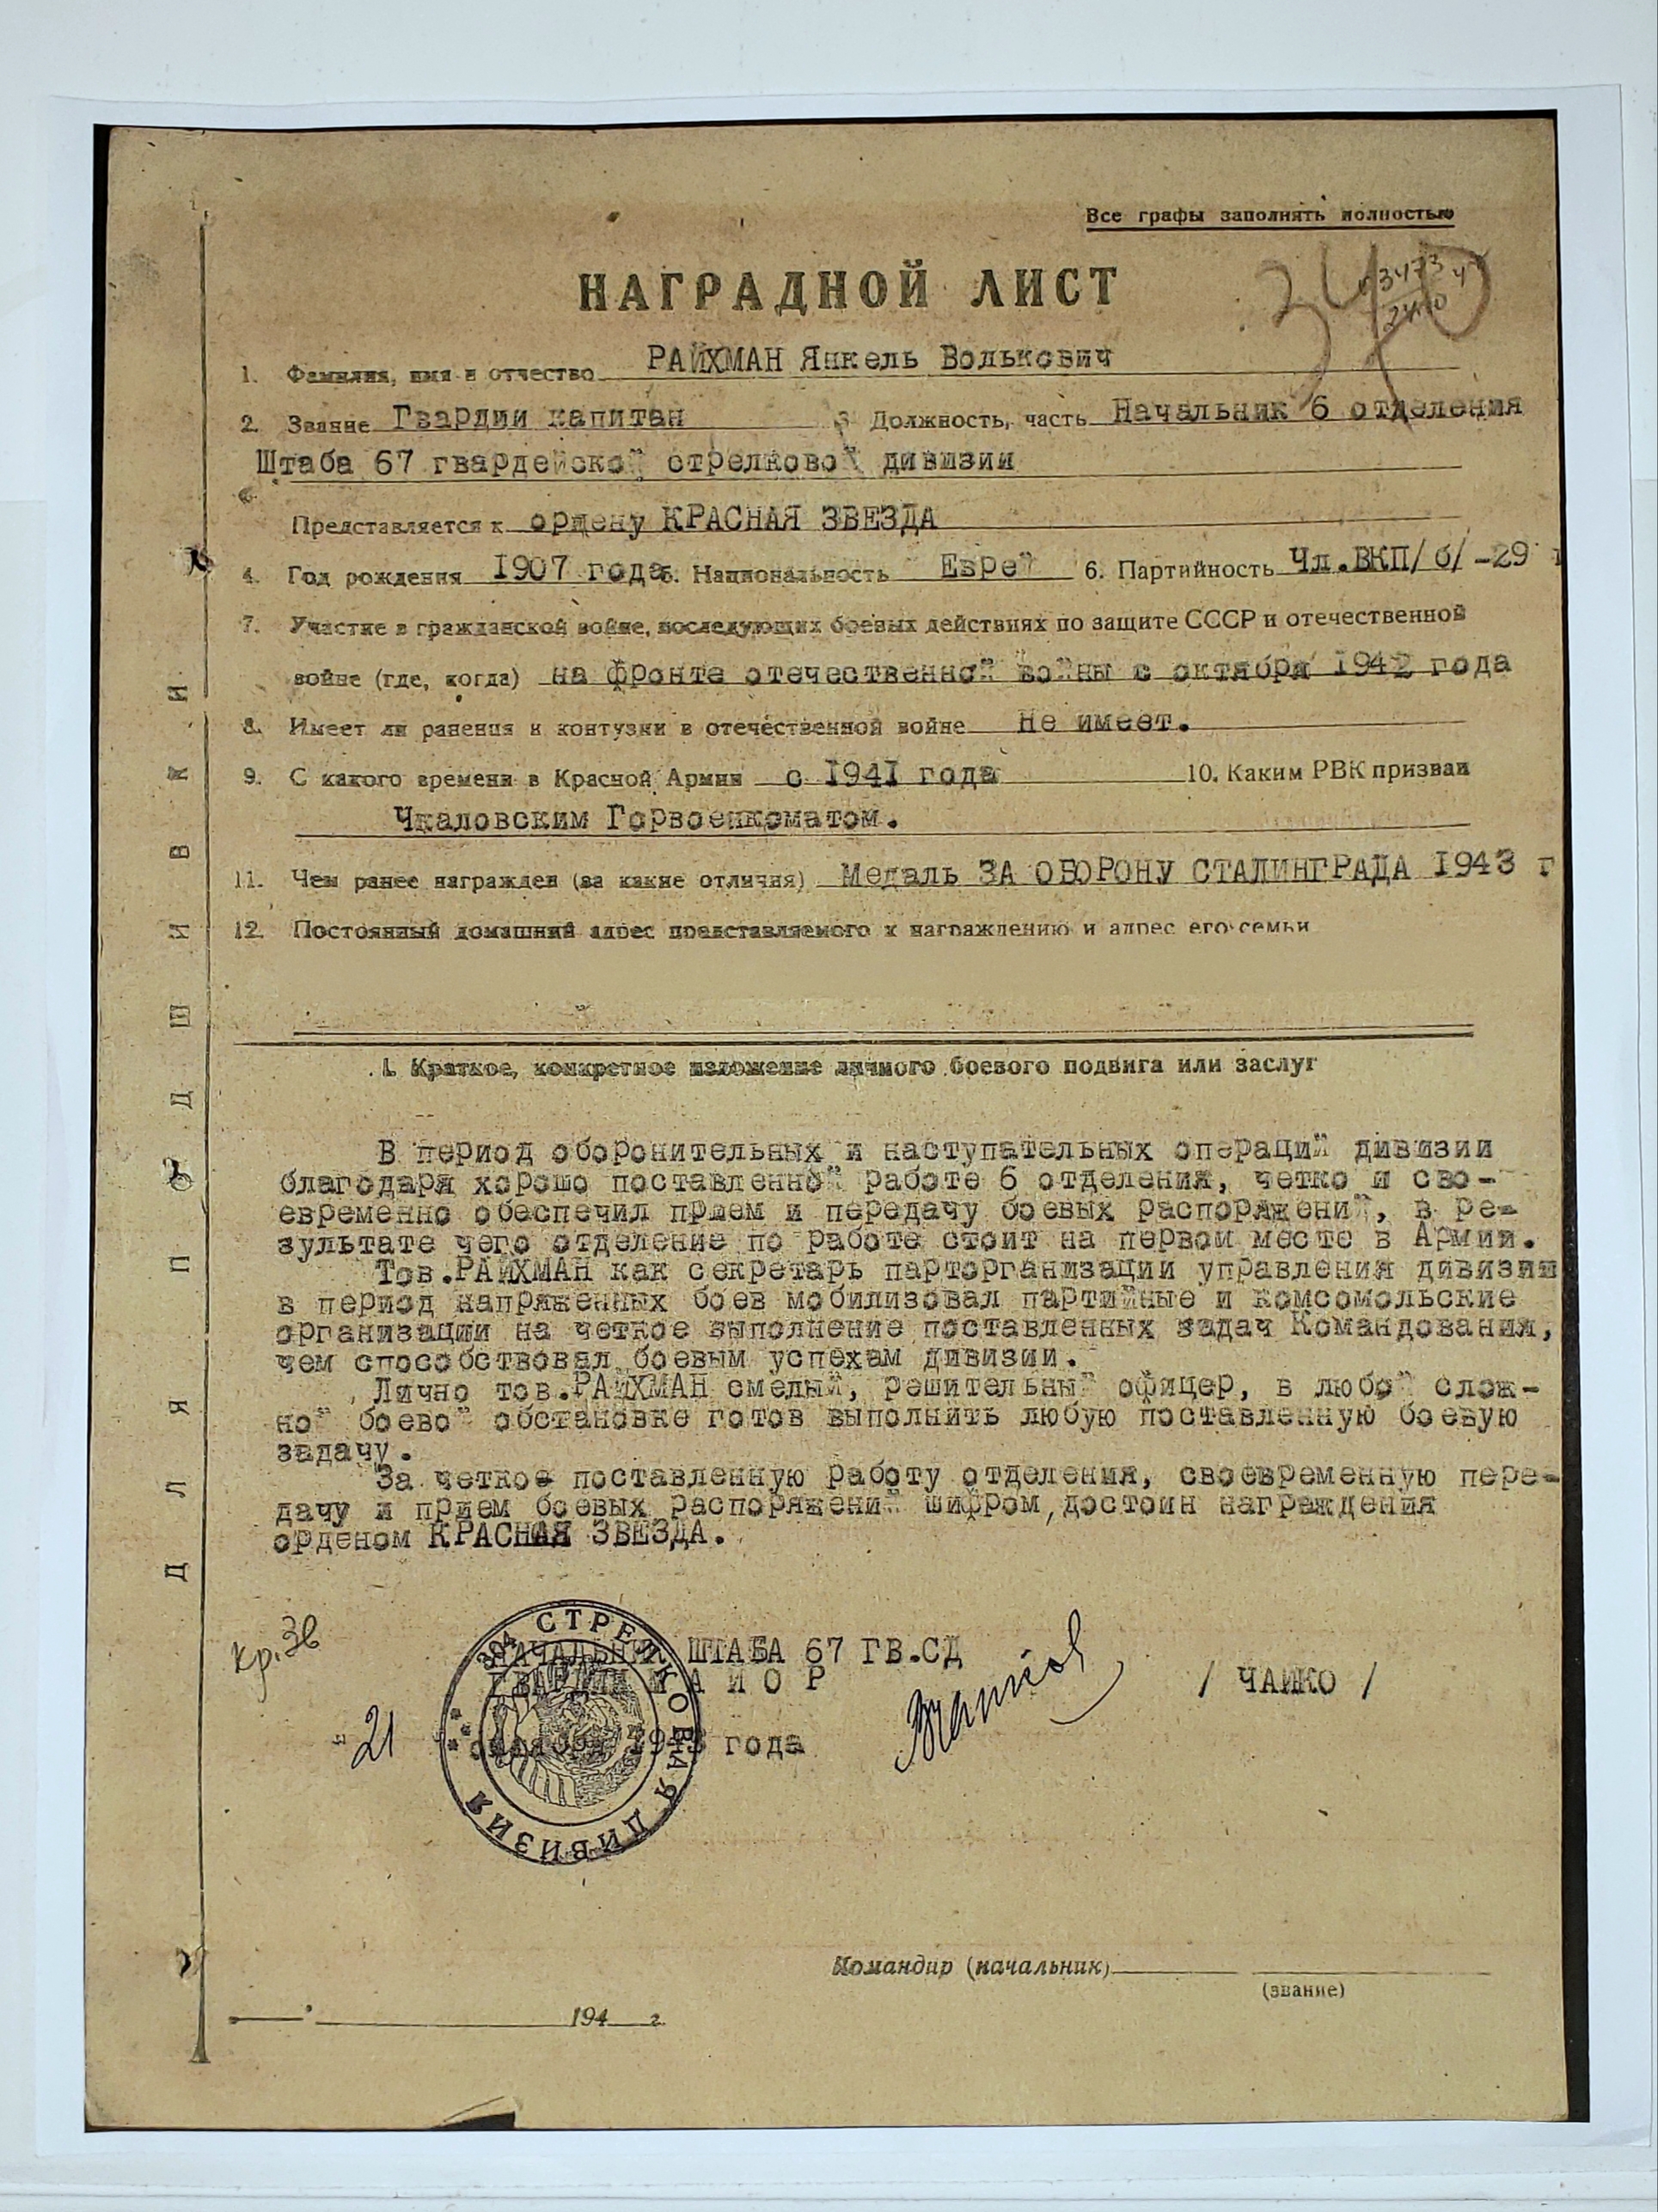 Все графы заполнять полностью
НАГРАДНОЙ ЛИСТ
1. Фамилия, имя и отчество РАЙХМАН Янкель Волькович
2. Звание Гвардии капитан 3 Должность, часть Начальник 6 отделения
Штаба 67 гвардейской стрелковой дивизии
Представляется к ордену КРАСНАЯ ЗВЕЗДА
4. Год рождения 1907 года 5. Национальность Еврей 6. Партийность Чл.ВКП/б/-29 г
7. Участие в гражданской войне, последующих боевых действиях по защите СССР и отечественной
войне (где, когда) на фронте отечественной войны с октября 1942 года
8. Имеет ли ранения и контузии в отечественной войне Не имеет.
9. С какого времени в Красной Армии с 1941 года 10. Каким РВК призван
Чкаловским Горвоенкоматом.
11. Чем ранее награжден (за какие отличия) Медаль ЗА ОБОРОНУ СТАЛИНГРАДА 1943 г
12. Постоянный домашний адрес представляемого к награждению и адрес его семьи
1. Краткое, конкретное изложение личного боевого подвига или заслуг
В период оборонительных и наступательных операций дивизии
благодаря хорошо поставленной работе 6 отделения, четко и сво-
евременно обеспечил прием и передачу боевых распоряжений, в ре-
зультате чего отделение по работе стоит на первом месте в Армии.
Тов.РАЙХМАН как секретарь парторганизации управления дивизии
в период напряженных боев мобилизовал партийные и комсомольские
организации на четкое выполнение поставленных задач Командования,
чем способствовал боевым успехам дивизии.
Лично тов.РАЙХМАН смелый, решительный офицер, в любой слож-
ной боевой обстановке готов выполнить любую поставленную боевую
задачу.
За четкое поставленную работу отделения, своевременную пере-
дачу и прием боевых распоряжений шифром, достоин награждения
орденом КРАСНАЯ ЗВЕЗДА.
Кр.Зв
НАЧАЛЬНИК ШТАБА 67 ГВ.СД
ГВАРДИИ МАЙОР / ЧАЙКО /
"21" года
304 СТРЕЛКОВАЯ ДИВИЗИЯ
Командир (начальник)
(звание)
194 г.
ДЛЯ ПОДШИВКИ